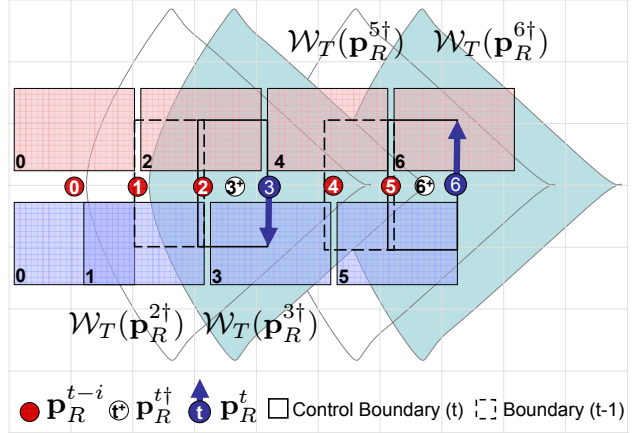 𝒲_T(𝐩_R^{5†}) 𝒲_T(𝐩_R^{6†})
0 2 4 6
0 1 2 3⁺ 3 4 5 6⁺ 6
0 1 3 5
𝒲_T(𝐩_R^{2†}) 𝒲_T(𝐩_R^{3†})
𝐩_R^{t−i} t⁺ 𝐩_R^{t†} t 𝐩_R^t Control Boundary (t) Boundary (t-1)